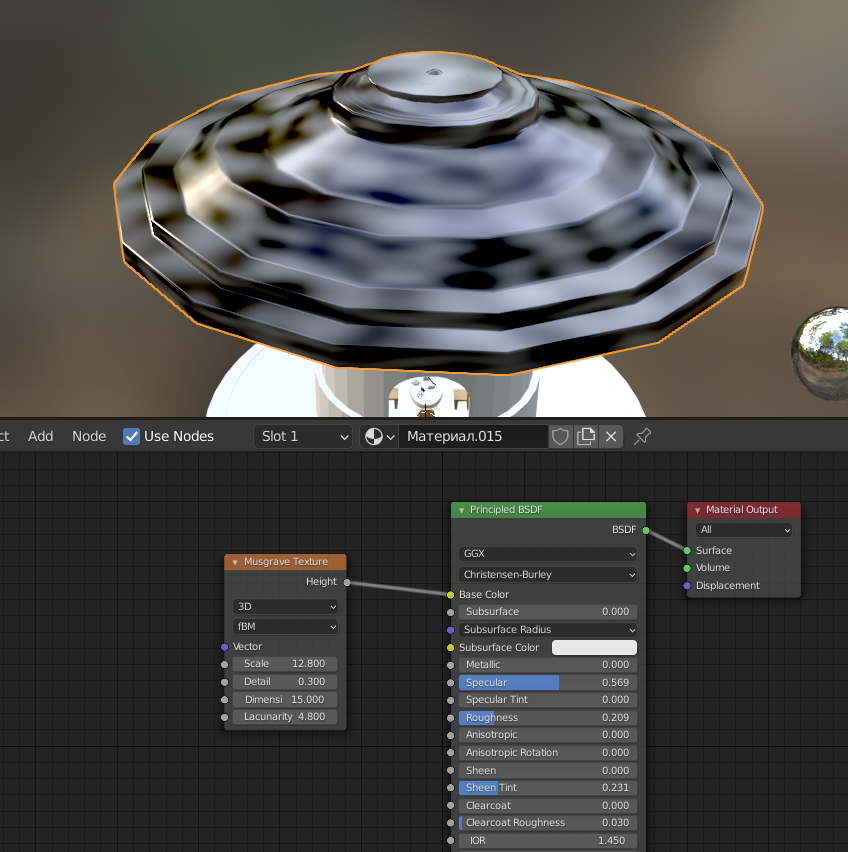 ct Add Node Use Nodes Slot 1 Материал.015
Principled BSDF
BSDF
GGX
Christensen-Burley
Base Color
Subsurface 0.000
Subsurface Radius
Subsurface Color
Metallic 0.000
Specular 0.569
Specular Tint 0.000
Roughness 0.209
Anisotropic 0.000
Anisotropic Rotation 0.000
Sheen 0.000
Sheen Tint 0.231
Clearcoat 0.000
Clearcoat Roughness 0.030
IOR 1.450
Material Output
All
Surface
Volume
Displacement
Musgrave Texture
Height
3D
fBM
Vector
Scale 12.800
Detail 0.300
Dimensi 15.000
Lacunarity 4.800